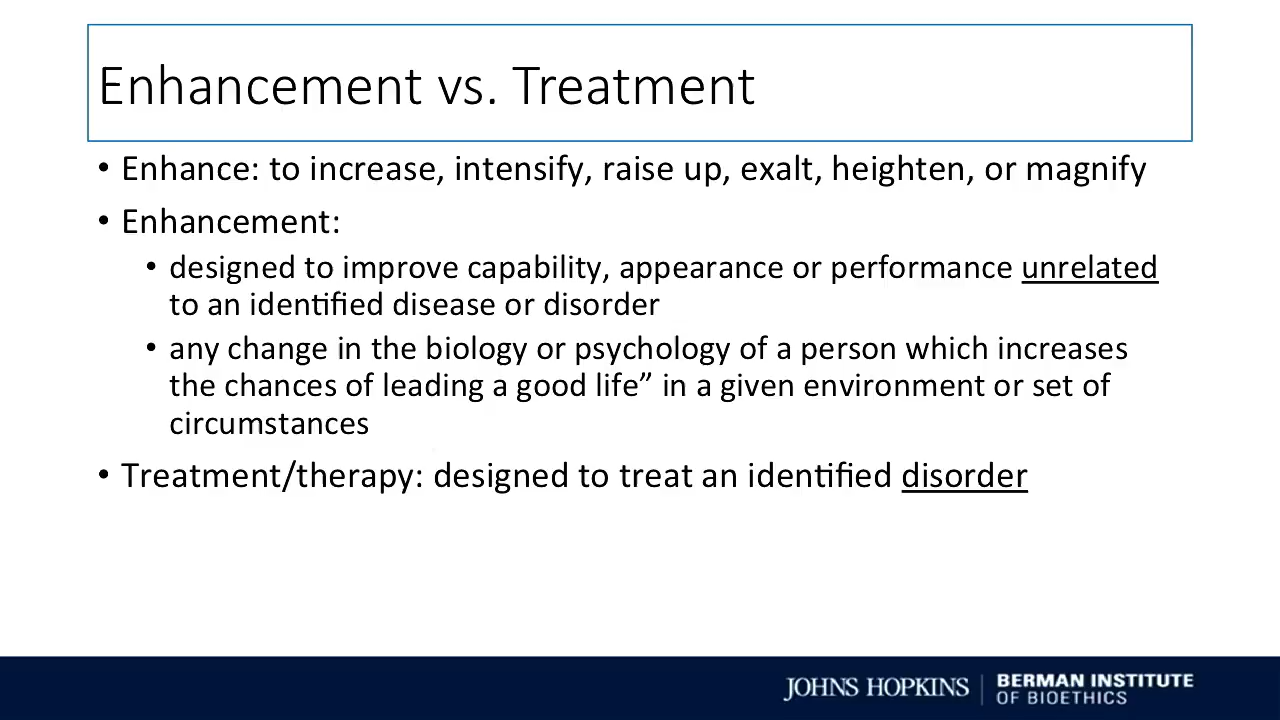 Enhancement vs. Treatment
• Enhance: to increase, intensify, raise up, exalt, heighten, or magnify
• Enhancement:
• designed to improve capability, appearance or performance unrelated
to an identified disease or disorder
• any change in the biology or psychology of a person which increases
the chances of leading a good life” in a given environment or set of
circumstances
• Treatment/therapy: designed to treat an identified disorder
JOHNS HOPKINS | BERMAN INSTITUTE
OF BIOETHICS